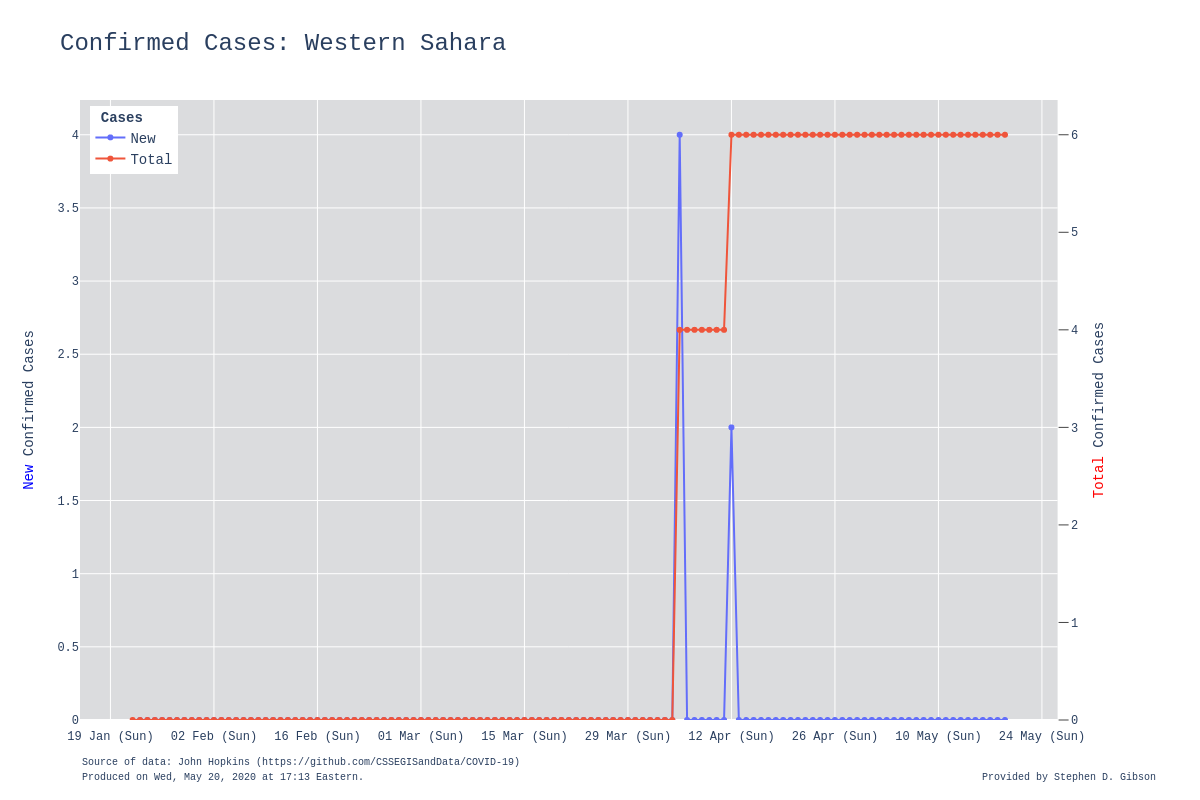 Confirmed Cases: Western Sahara
Cases
New
Total
4
3.5
3
2.5
2
1.5
1
0.5
0
6
5
4
3
2
1
0
New Confirmed Cases
Total Confirmed Cases
19 Jan (Sun) 02 Feb (Sun) 16 Feb (Sun) 01 Mar (Sun) 15 Mar (Sun) 29 Mar (Sun) 12 Apr (Sun) 26 Apr (Sun) 10 May (Sun) 24 May (Sun)
Source of data: John Hopkins (https://github.com/CSSEGISandData/COVID-19)
Produced on Wed, May 20, 2020 at 17:13 Eastern.
Provided by Stephen D. Gibson